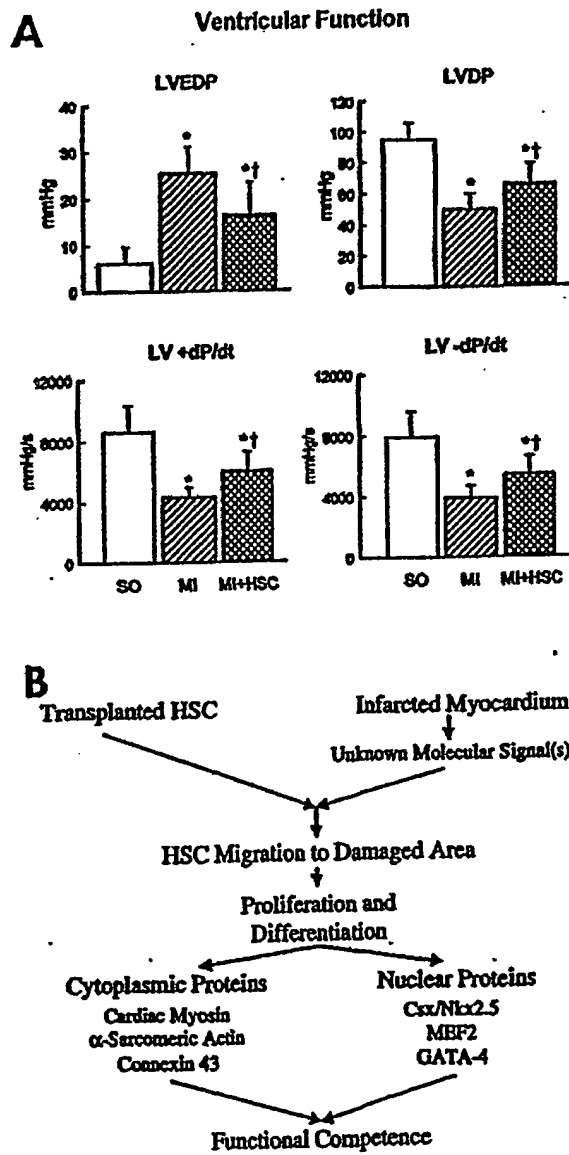 A
Ventricular Function
LVEDP
LVDP
40
30
20
10
0
mmHg
*
*†
120
100
80
60
40
20
0
mmHg
*
*†
LV +dP/dt
LV -dP/dt
12000
8000
4000
0
mmHg/s
*
*†
SO MI MI+HSC
12000
8000
4000
0
mmHg/s
*
*†
SO MI MI+HSC
B
Transplanted HSC
Infarcted Myocardium
Unknown Molecular Signal(s)
HSC Migration to Damaged Area
Proliferation and
Differentiation
Cytoplasmic Proteins
Cardiac Myosin
α-Sarcomeric Actin
Connexin 43
Nuclear Proteins
Csx/Nkx2.5
MEF2
GATA-4
Functional Competence